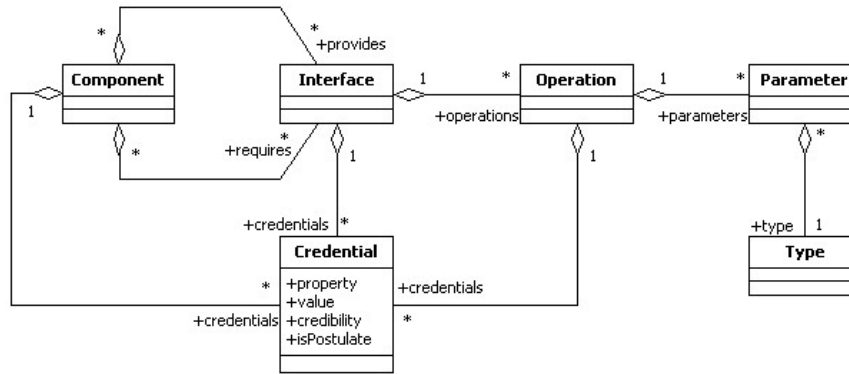 *
*
+provides
Component
Interface
Operation
Parameter
1
1
*
1
*
+operations
+parameters
*
*
+requires
1
1
*
+credentials
*
+type
1
Credential
Type
+property
+value
+credibility
+isPostulate
*
+credentials
+credentials
*